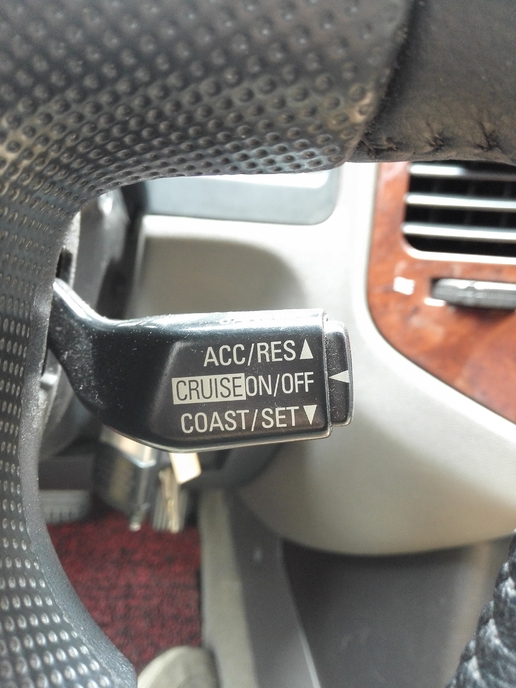 ACC/RES▲
CRUISE ON/OFF ◀
COAST/SET▼